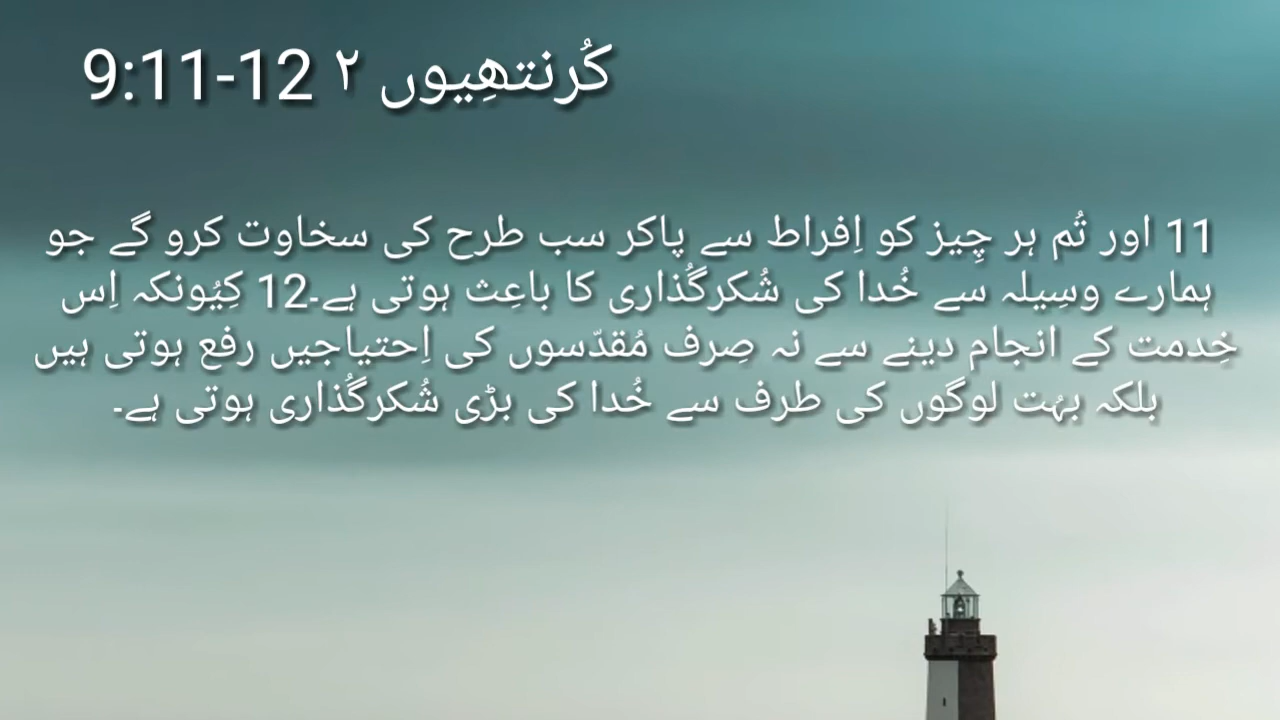 کُرنتھِیوں ۲ 9:11-12
11 اور تُم ہر چِیز کو اِفراط سے پاکر سب طرح کی سخاوت کرو گے جو
ہمارے وسِیلہ سے خُدا کی شُکرگُذاری کا باعِث ہوتی ہے۔12 کِیُونکہ اِس
خِدمت کے انجام دینے سے نہ صِرف مُقدّسوں کی اِحتیاجیں رفع ہوتی ہیں
بلکہ بہُت لوگوں کی طرف سے خُدا کی بڑی شُکرگُذاری ہوتی ہے۔